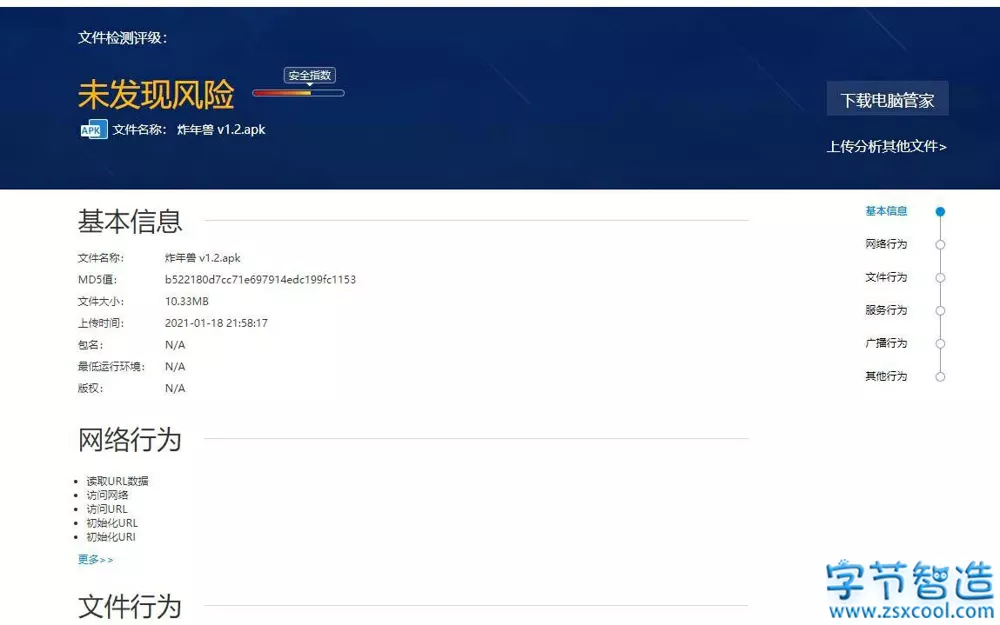 文件检测评级：
安全指数
未发现风险
下载电脑管家
APK 文件名称： 炸年兽 v1.2.apk
上传分析其他文件>
基本信息
文件名称： 炸年兽 v1.2.apk
MD5值： b522180d7cc71e697914edc199fc1153
文件大小： 10.33MB
上传时间： 2021-01-18 21:58:17
包名： N/A
最低运行环境： N/A
版权： N/A
基本信息
网络行为
文件行为
服务行为
广播行为
其他行为
网络行为
读取URL数据
访问网络
访问URL
初始化URL
初始化URI
更多>>
文件行为
字节智造
www.zsxcool.com